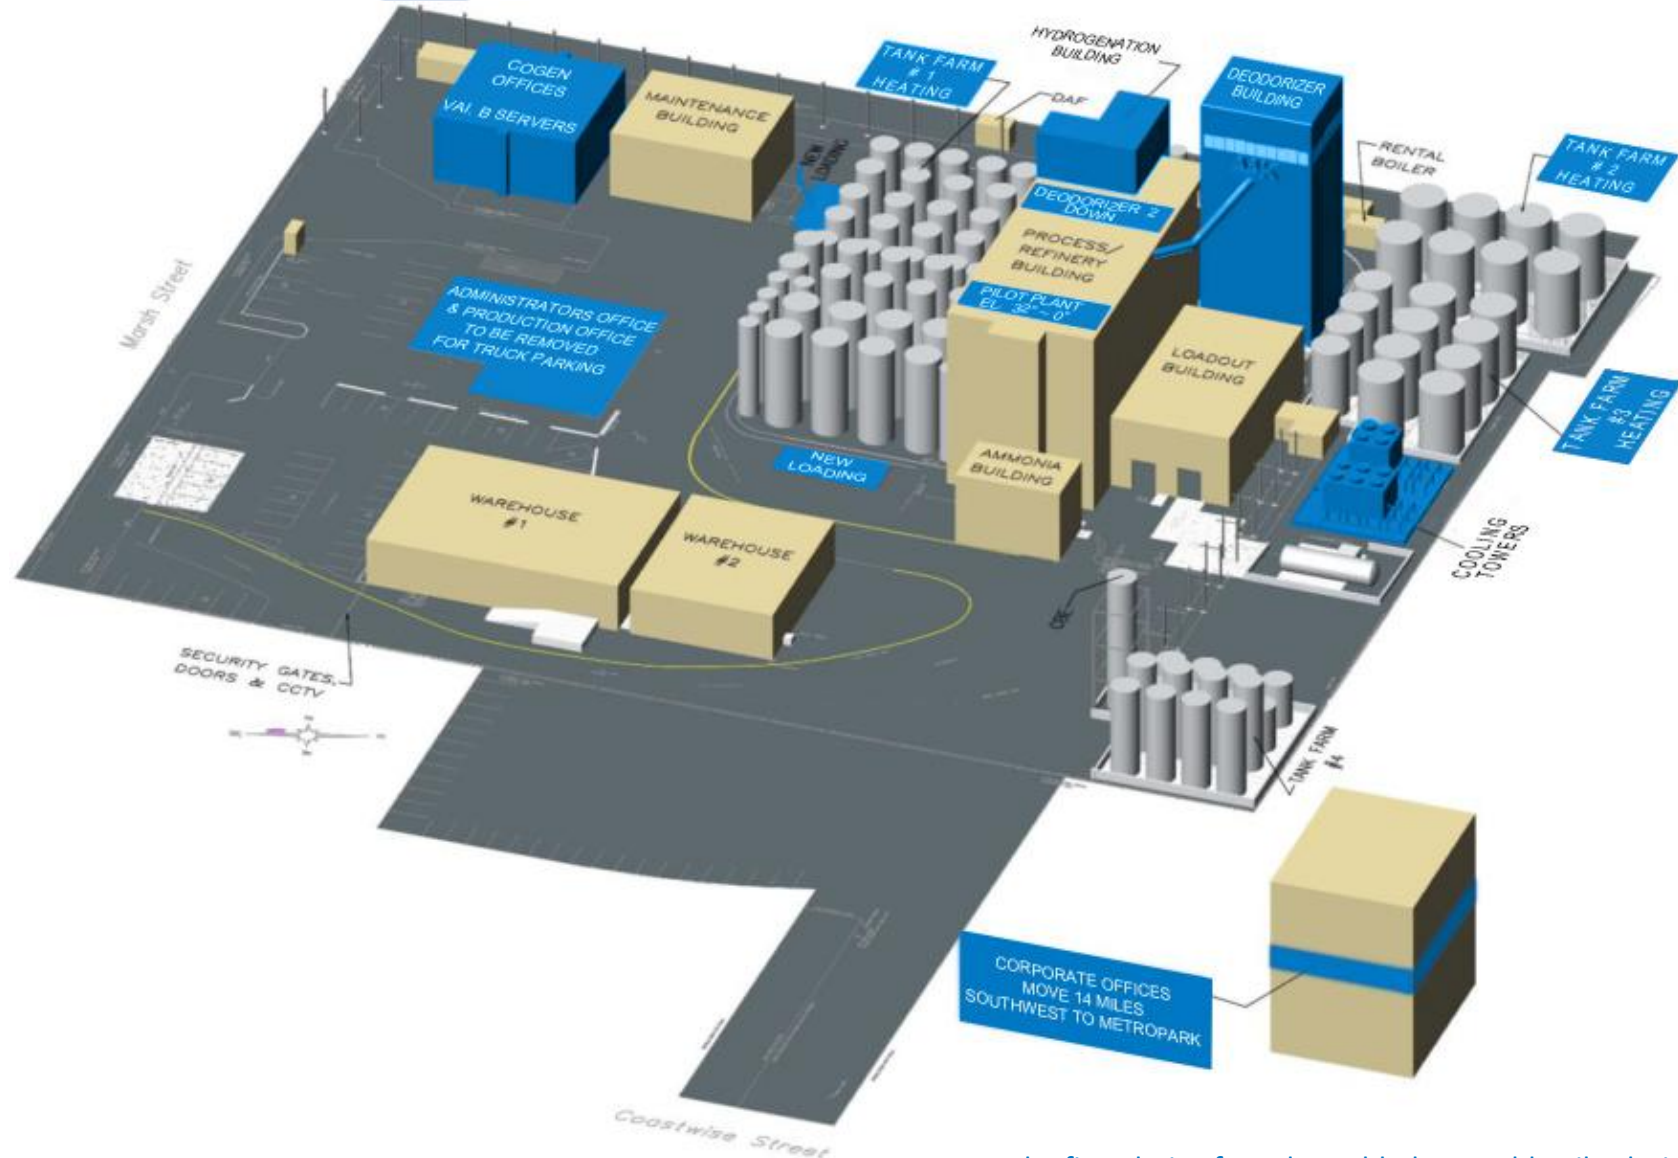 COGEN
OFFICES
VAI. B SERVERS
MAINTENANCE
BUILDING
NEW
LOADING
TANK FARM
# 1
HEATING
DAF
HYDROGENATION
BUILDING
DEODORIZER
BUILDING
RENTAL
BOILER
TANK FARM
# 2
HEATING
DEODORIZER 2
DOWN
PROCESS/
REFINERY
BUILDING
PILOT PLANT
EL. 32"~ 0"
LOADOUT
BUILDING
TANK FARM
#3
HEATING
Marsh Street
ADMINISTRATORS OFFICE
& PRODUCTION OFFICE
TO BE REMOVED
FOR TRUCK PARKING
NEW
LOADING
AMMONIA
BUILDING
WAREHOUSE
#1
WAREHOUSE
#2
COOLING
TOWERS
CBE
SECURITY GATES,
DOORS & CCTV
TANK FARM
#4
CORPORATE OFFICES
MOVE 14 MILES
SOUTHWEST TO METROPARK
Coastwise Street